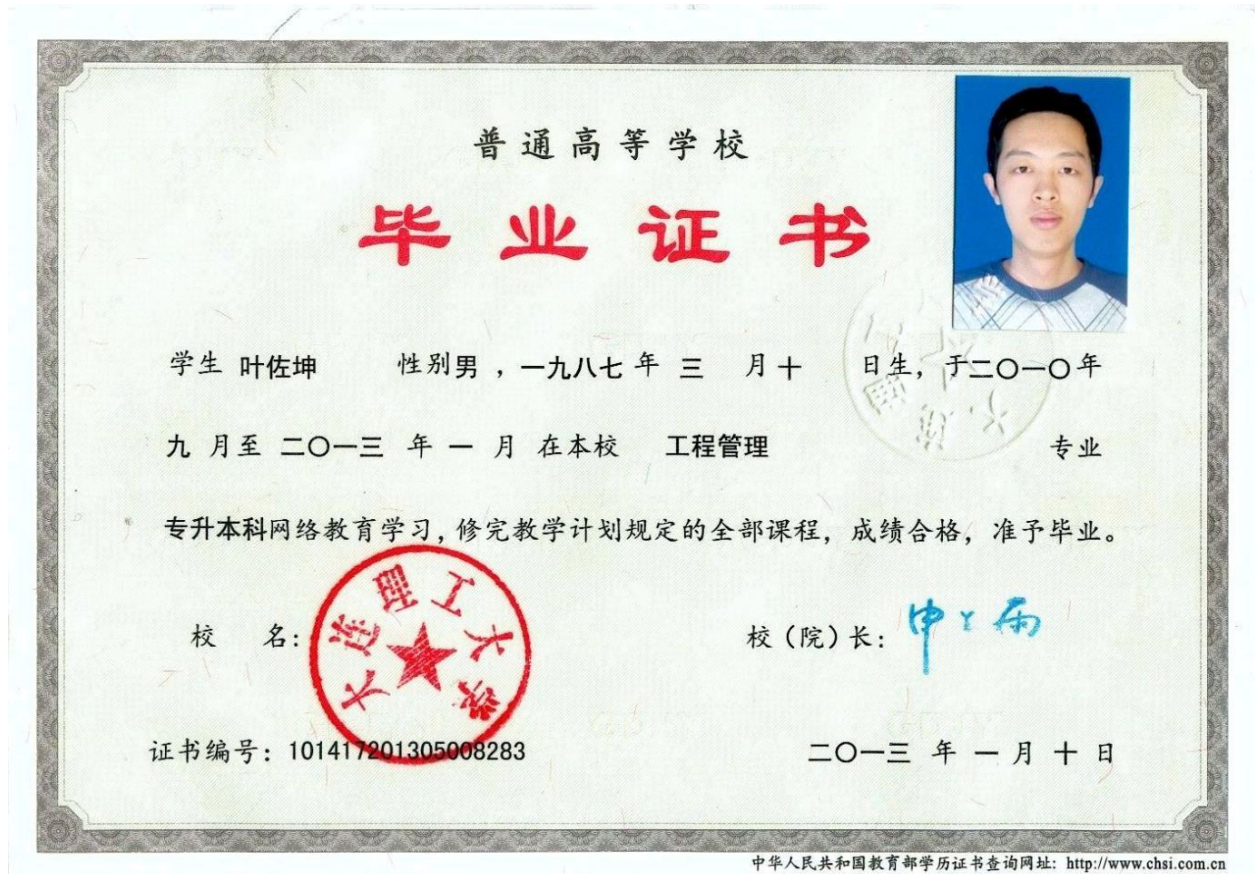 普通高等学校
毕业证书
学生 叶佐坤 性别男，一九八七年 三 月十 日生，于二〇一〇年
九 月至 二〇一三 年 一 月 在本校 工程管理 专业
专升本科网络教育学习，修完教学计划规定的全部课程，成绩合格，准予毕业。
校 名：
大连理工大学
校（院）长：
证书编号：101417201305008283
二〇一三 年 一 月 十 日
中华人民共和国教育部学历证书查询网址：http://www.chsi.com.cn